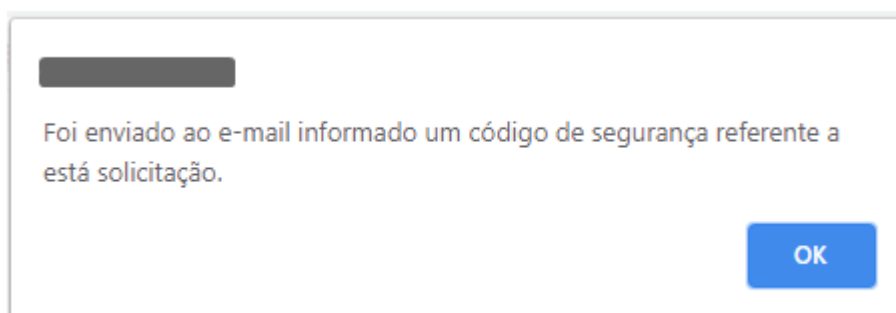 Foi enviado ao e-mail informado um código de segurança referente a
está solicitação.
OK